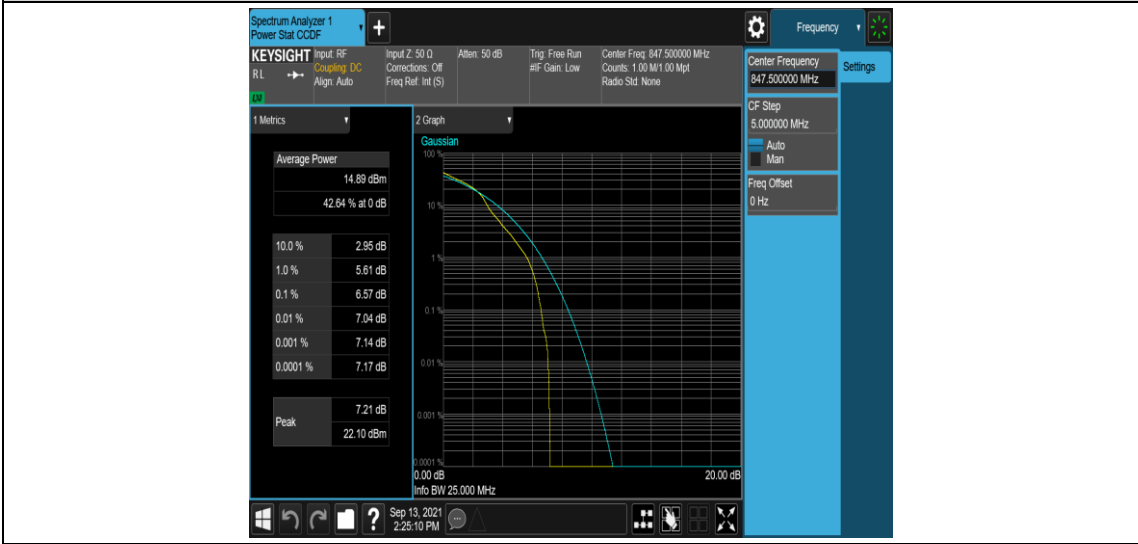 Spectrum Analyzer 1
Power Stat CCDF
+
Frequency
KEYSIGHT
RL
LM
Input: RF
Coupling: DC
Align: Auto
Input Z: 50 Ω
Corrections: Off
Freq Ref: Int (S)
Atten: 50 dB
Trig: Free Run
#IF Gain: Low
Center Freq: 847.500000 MHz
Counts: 1.00 M/1.00 Mpt
Radio Std: None
Center Frequency
847.500000 MHz
Settings
CF Step
5.000000 MHz
Auto
Man
Freq Offset
0 Hz
1 Metrics
Average Power
14.89 dBm
42.64 % at 0 dB
10.0 % 2.95 dB
1.0 % 5.61 dB
0.1 % 6.57 dB
0.01 % 7.04 dB
0.001 % 7.14 dB
0.0001 % 7.17 dB
Peak
7.21 dB
22.10 dBm
2 Graph
Gaussian
100 %
10 %
1 %
0.1 %
0.01 %
0.001 %
0.0001 %
0.00 dB 20.00 dB
Info BW 25.000 MHz
?
Sep 13, 2021
2:25:10 PM